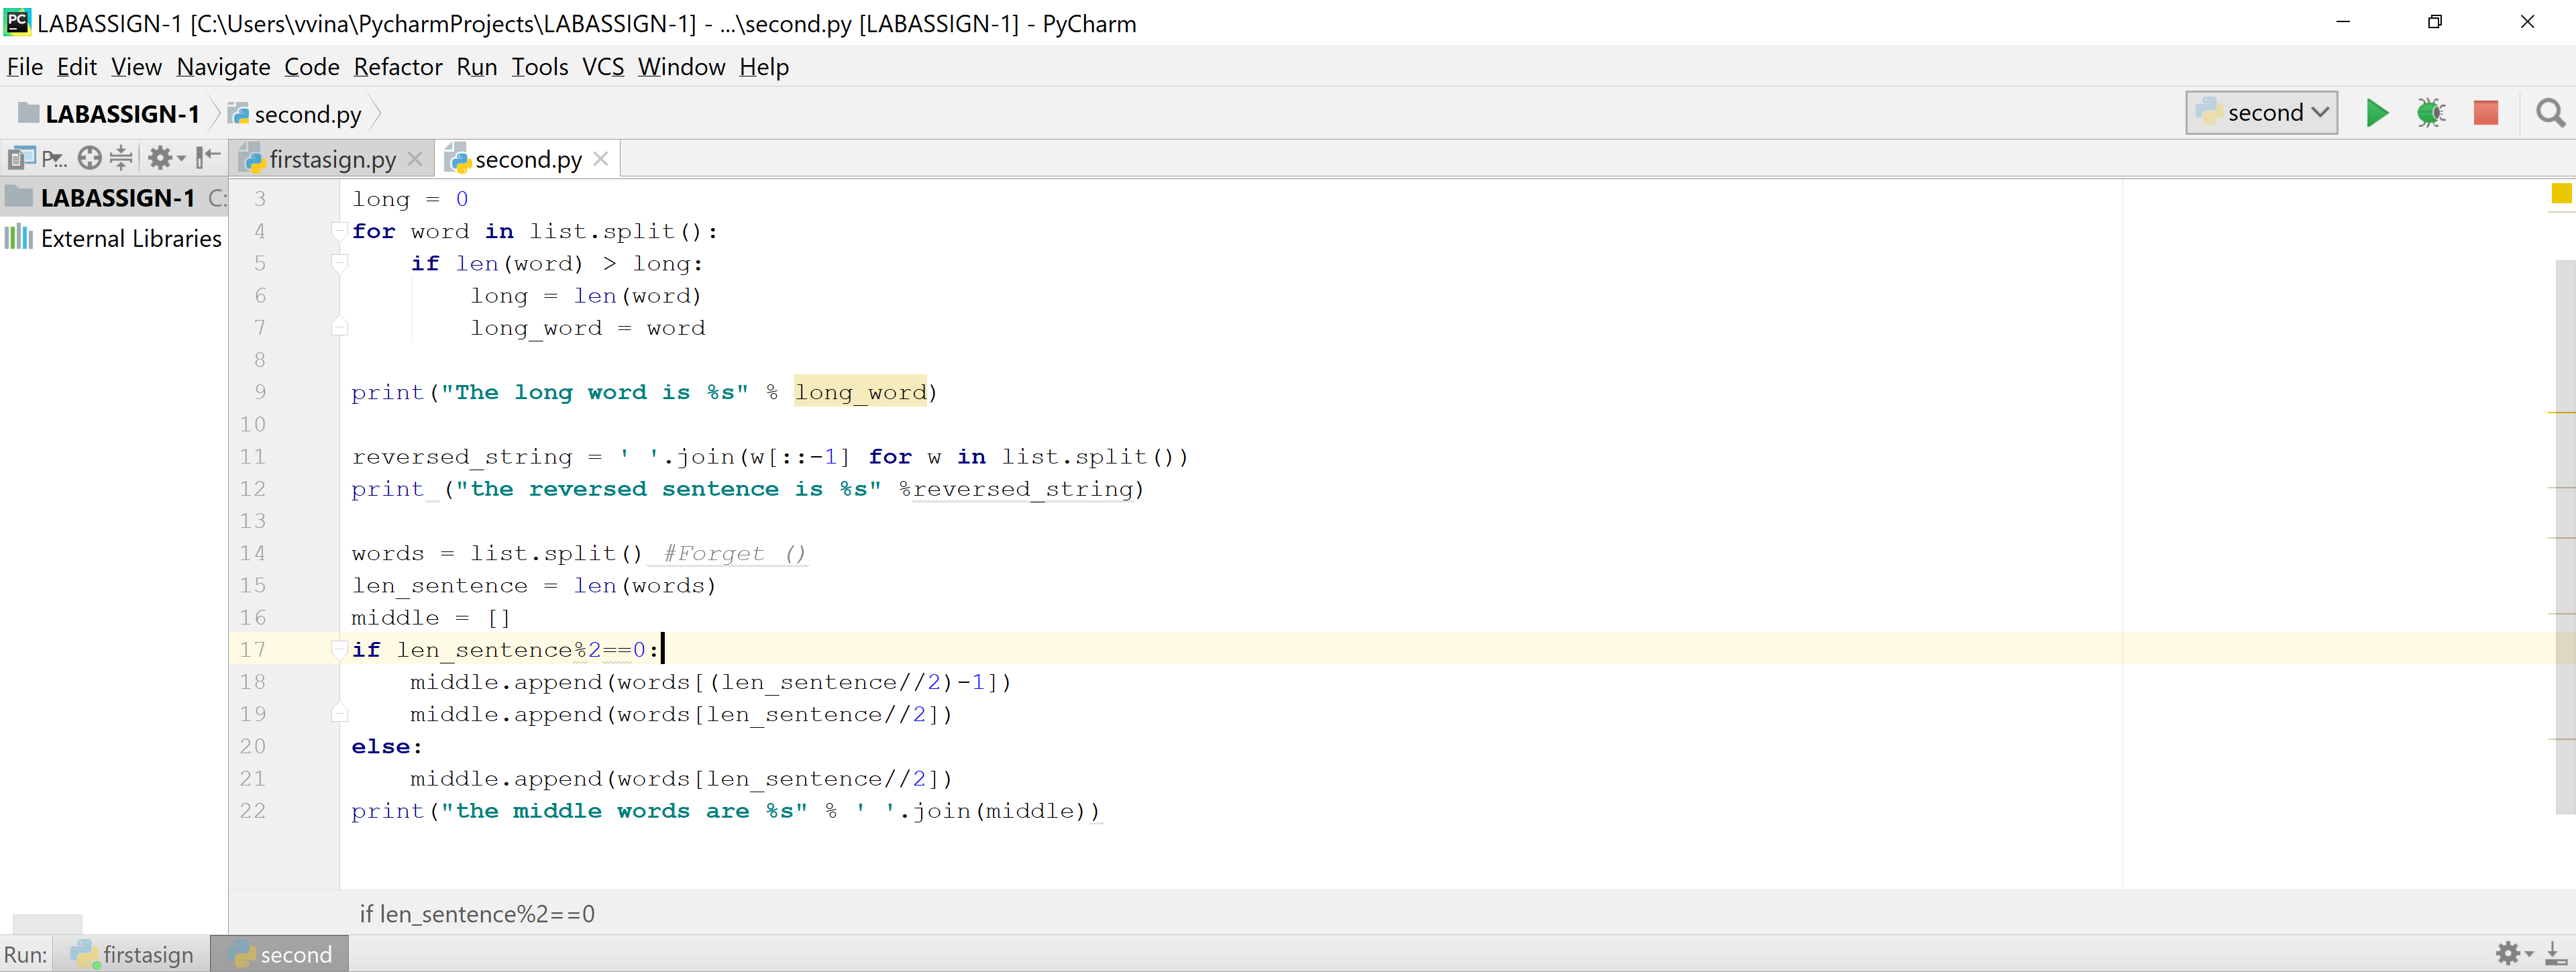 LABASSIGN-1 [C:\Users\vvina\PycharmProjects\LABASSIGN-1] - ...\second.py [LABASSIGN-1] - PyCharm
File Edit View Navigate Code Refactor Run Tools VCS Window Help
LABASSIGN-1 second.py second
P... firstasign.py second.py
LABASSIGN-1 C:
External Libraries
3 long = 0
4 for word in list.split():
5     if len(word) > long:
6         long = len(word)
7         long_word = word
8
9 print("The long word is %s" % long_word)
10
11 reversed_string = ' '.join(w[::-1] for w in list.split())
12 print ("the reversed sentence is %s" %reversed_string)
13
14 words = list.split() #Forget ()
15 len_sentence = len(words)
16 middle = []
17 if len_sentence%2==0:
18     middle.append(words[(len_sentence//2)-1])
19     middle.append(words[len_sentence//2])
20 else:
21     middle.append(words[len_sentence//2])
22 print("the middle words are %s" % ' '.join(middle))
if len_sentence%2==0
Run: firstasign second